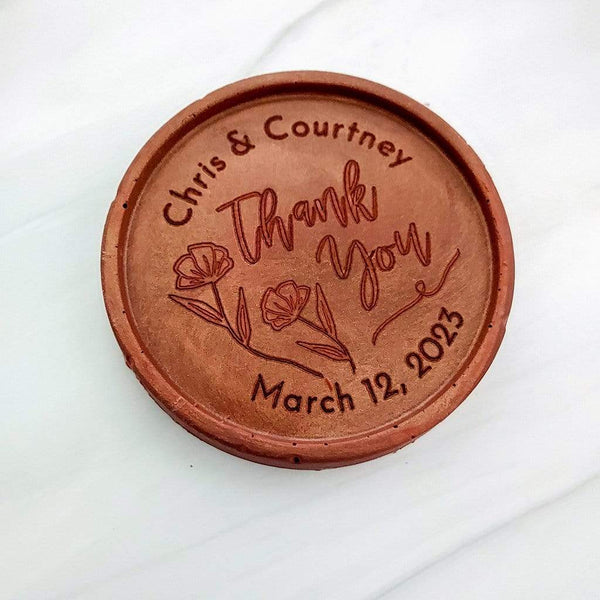 Chris & Courtney
Thank
You
March 12, 2023